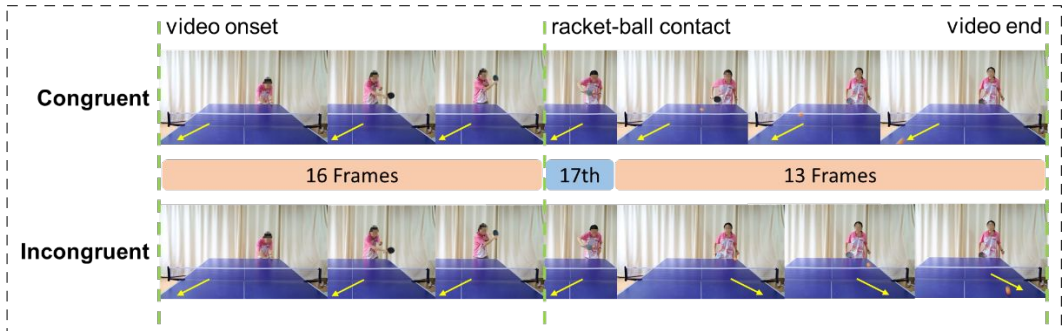 video onset
racket-ball contact
video end
Congruent
16 Frames
17th
13 Frames
Incongruent